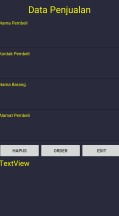 Data Penjualan
Nama Pembeli
Kontak Pembeli
Nama Barang
Alamat Pembeli
HAPUS ORDER EDIT
TextView